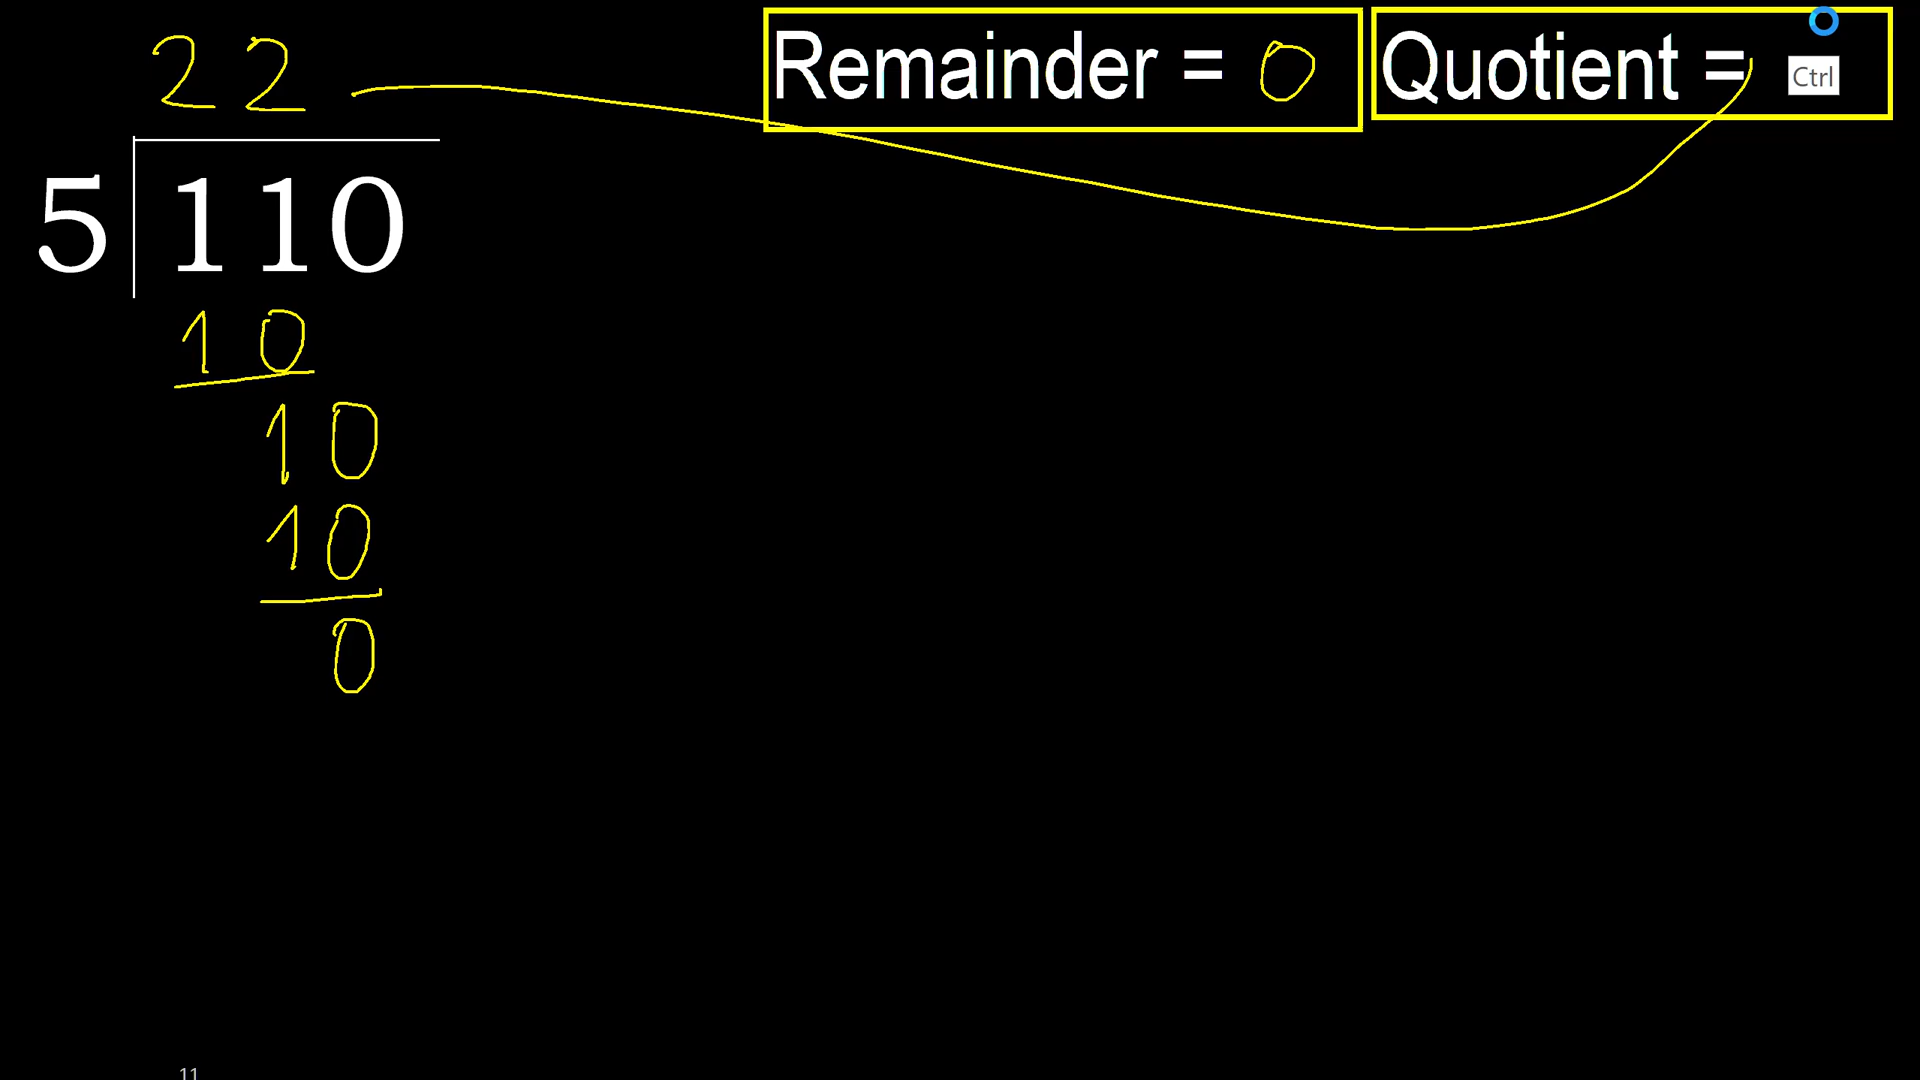 22
Remainder = 0
Quotient =
Ctrl
5 110
10
10
10
0
11